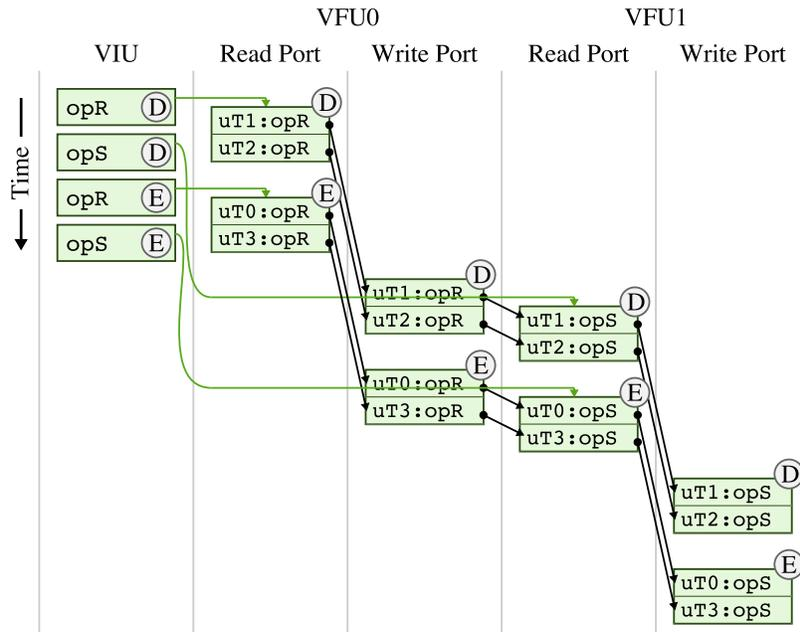 VFU0 VFU1
VIU Read Port Write Port Read Port Write Port
Time
opR D
opS D
opR E
opS E
D
uT1:opR
uT2:opR
E
uT0:opR
uT3:opR
D
uT1:opR
uT2:opR
E
uT0:opR
uT3:opR
D
uT1:opS
uT2:opS
E
uT0:opS
uT3:opS
D
uT1:opS
uT2:opS
E
uT0:opS
uT3:opS